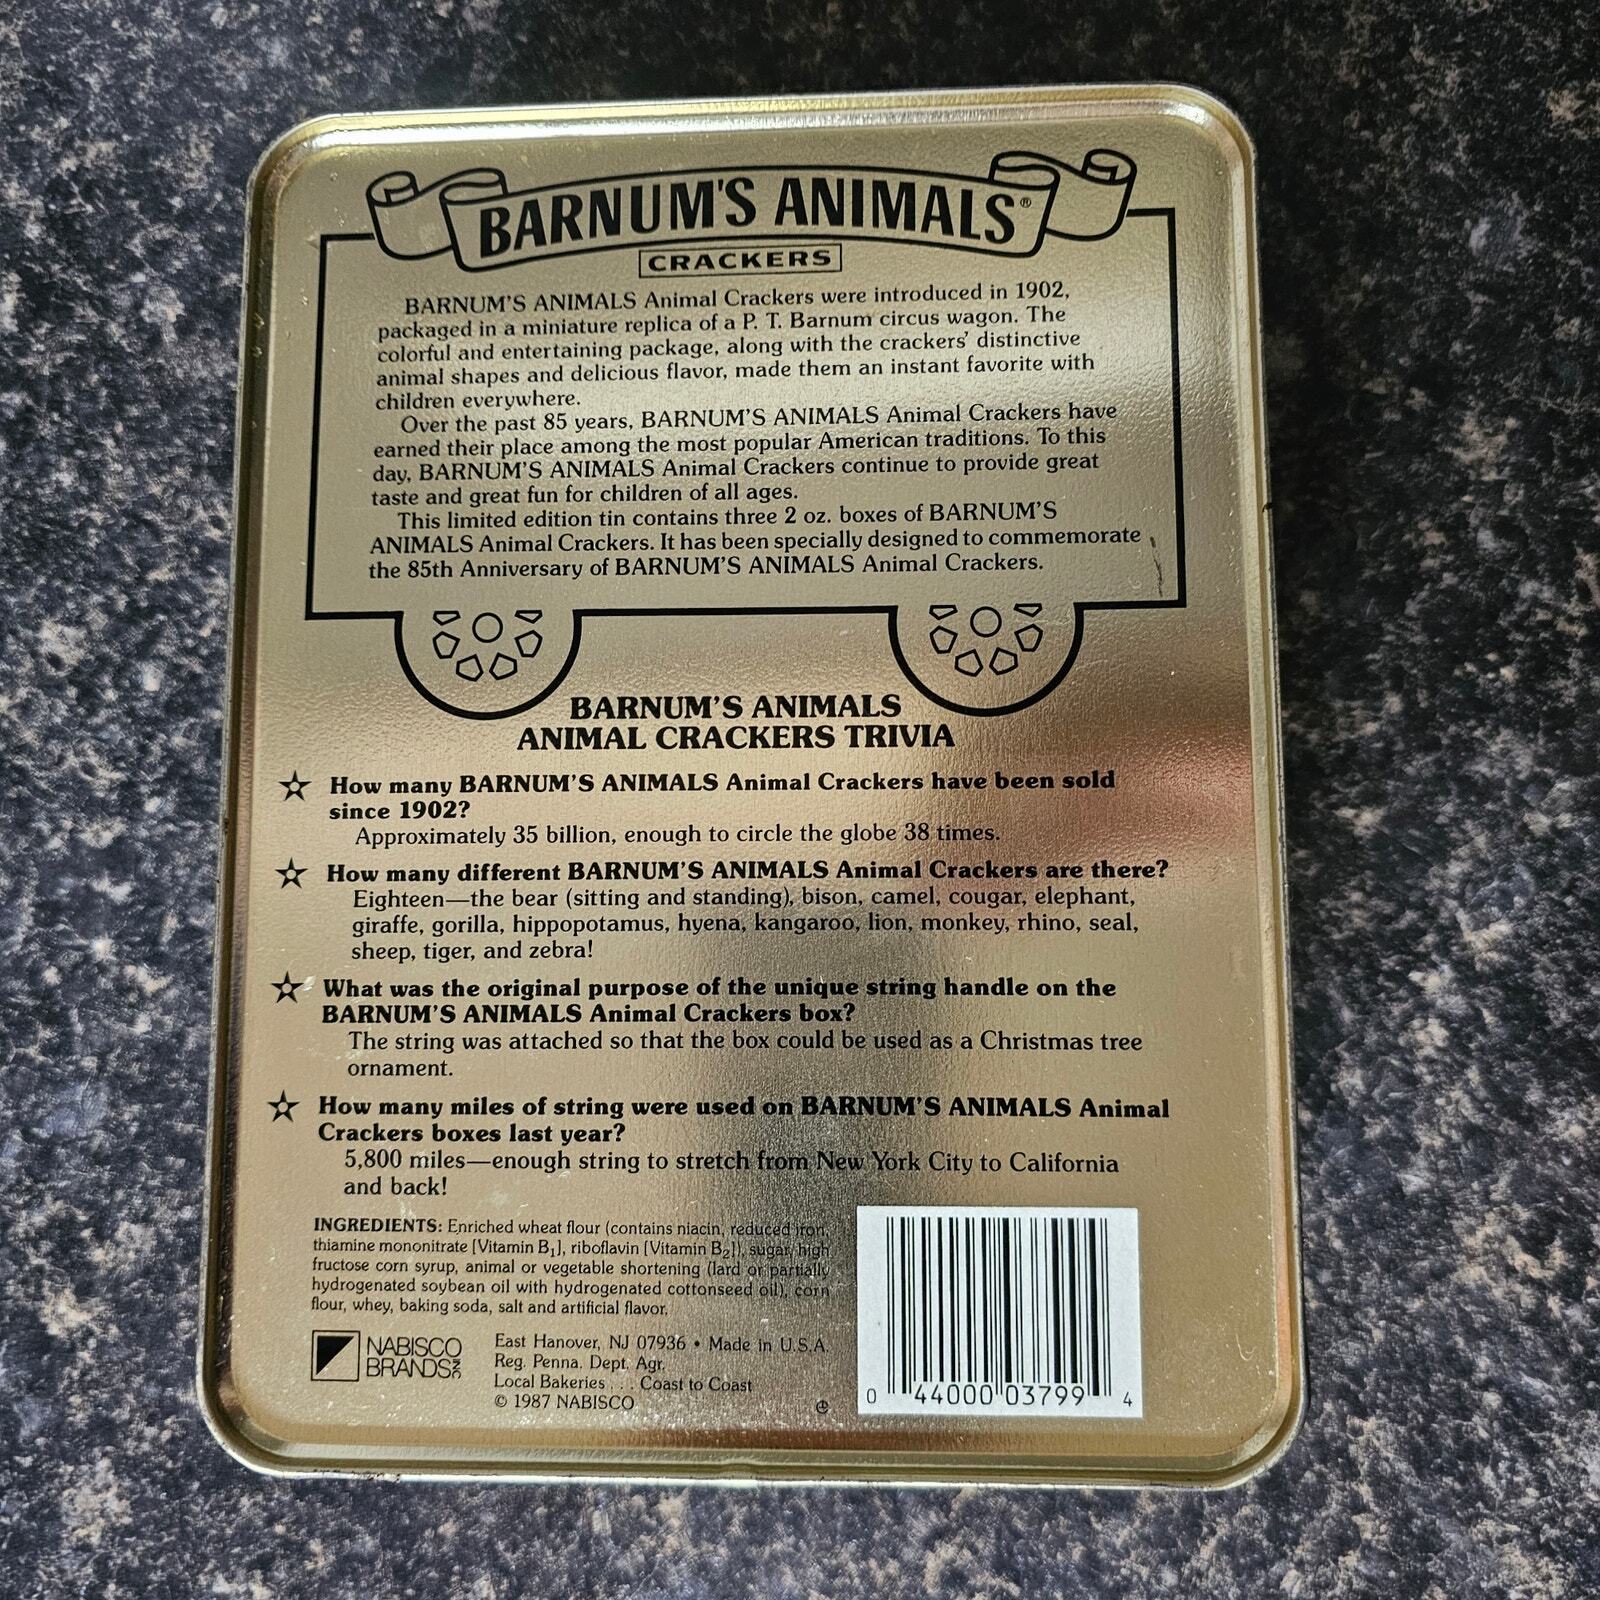 BARNUM'S ANIMALS®
CRACKERS
BARNUM'S ANIMALS Animal Crackers were introduced in 1902,
packaged in a miniature replica of a P. T. Barnum circus wagon. The
colorful and entertaining package, along with the crackers' distinctive
animal shapes and delicious flavor, made them an instant favorite with
children everywhere.
Over the past 85 years, BARNUM'S ANIMALS Animal Crackers have
earned their place among the most popular American traditions. To this
day, BARNUM'S ANIMALS Animal Crackers continue to provide great
taste and great fun for children of all ages.
This limited edition tin contains three 2 oz. boxes of BARNUM'S
ANIMALS Animal Crackers. It has been specially designed to commemorate
the 85th Anniversary of BARNUM'S ANIMALS Animal Crackers.
BARNUM'S ANIMALS
ANIMAL CRACKERS TRIVIA
How many BARNUM'S ANIMALS Animal Crackers have been sold
since 1902?
Approximately 35 billion, enough to circle the globe 38 times.
How many different BARNUM'S ANIMALS Animal Crackers are there?
Eighteen—the bear (sitting and standing), bison, camel, cougar, elephant,
giraffe, gorilla, hippopotamus, hyena, kangaroo, lion, monkey, rhino, seal,
sheep, tiger, and zebra!
What was the original purpose of the unique string handle on the
BARNUM'S ANIMALS Animal Crackers box?
The string was attached so that the box could be used as a Christmas tree
ornament.
How many miles of string were used on BARNUM'S ANIMALS Animal
Crackers boxes last year?
5,800 miles—enough string to stretch from New York City to California
and back!
INGREDIENTS: Enriched wheat flour (contains niacin, reduced iron,
thiamine mononitrate [Vitamin B1], riboflavin [Vitamin B2]), sugar, high
fructose corn syrup, animal or vegetable shortening (lard or partially
hydrogenated soybean oil with hydrogenated cottonseed oil), corn
flour, whey, baking soda, salt and artificial flavor.
NABISCO
BRANDS INC
East Hanover, NJ 07936 • Made in U.S.A.
Reg. Penna. Dept. Agr.
Local Bakeries . . . Coast to Coast
© 1987 NABISCO
0 44000 03799 4